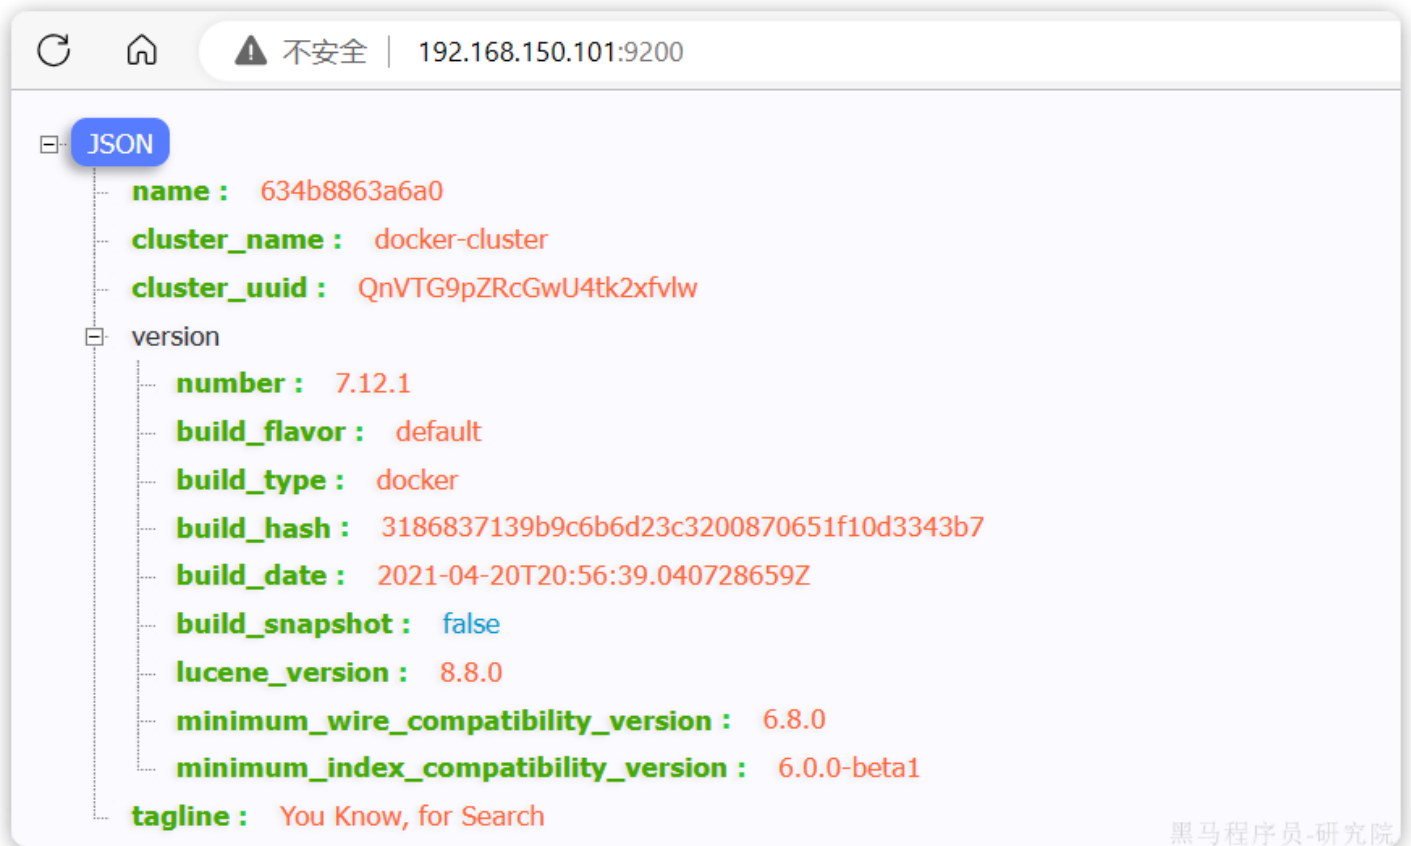 不安全 192.168.150.101:9200
JSON
name : 634b8863a6a0
cluster_name : docker-cluster
cluster_uuid : QnVTG9pZRcGwU4tk2xfvlw
version
number : 7.12.1
build_flavor : default
build_type : docker
build_hash : 3186837139b9c6b6d23c3200870651f10d3343b7
build_date : 2021-04-20T20:56:39.040728659Z
build_snapshot : false
lucene_version : 8.8.0
minimum_wire_compatibility_version : 6.8.0
minimum_index_compatibility_version : 6.0.0-beta1
tagline : You Know, for Search
黑马程序员-研究院